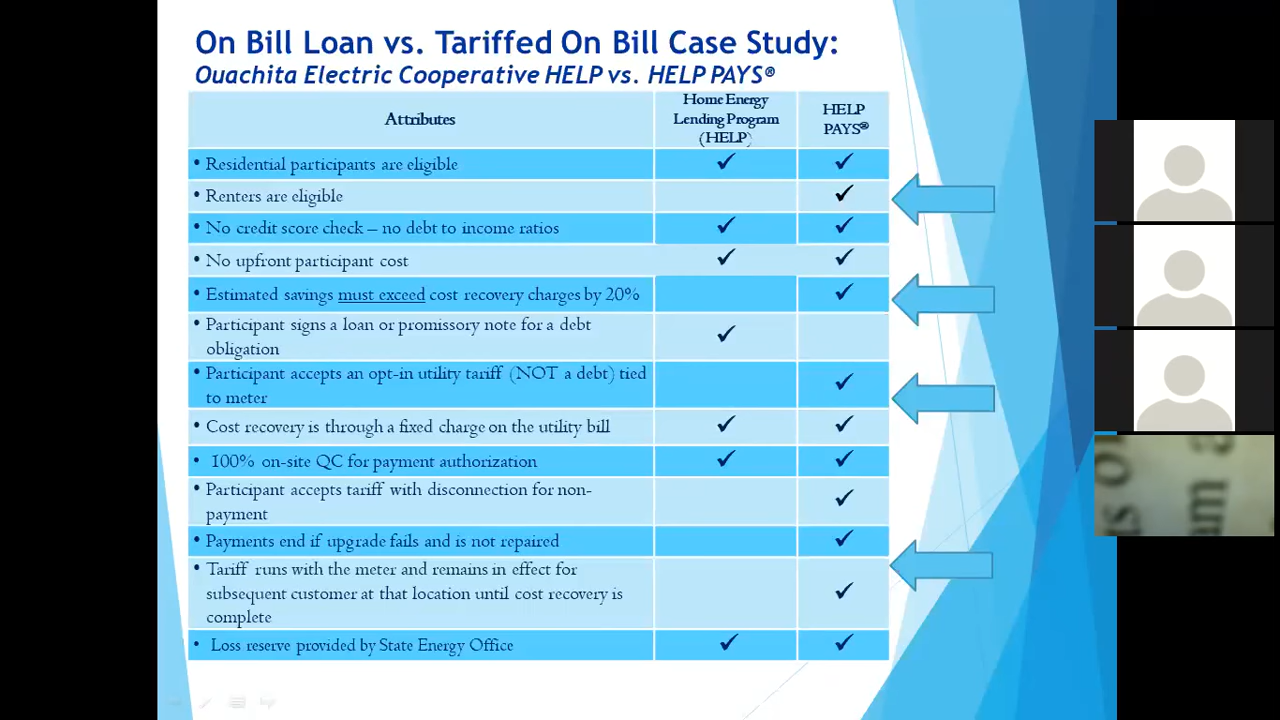 On Bill Loan vs. Tariffed On Bill Case Study:
Ouachita Electric Cooperative HELP vs. HELP PAYS®
Attributes
Home Energy
Lending Program
(HELP)
HELP
PAYS®
• Residential participants are eligible ✓ ✓
• Renters are eligible ✓
• No credit score check – no debt to income ratios ✓ ✓
• No upfront participant cost ✓ ✓
• Estimated savings must exceed cost recovery charges by 20% ✓
• Participant signs a loan or promissory note for a debt
obligation ✓
• Participant accepts an opt-in utility tariff (NOT a debt) tied
to meter ✓
• Cost recovery is through a fixed charge on the utility bill ✓ ✓
• 100% on-site QC for payment authorization ✓ ✓
• Participant accepts tariff with disconnection for non-
payment ✓
• Payments end if upgrade fails and is not repaired ✓
• Tariff runs with the meter and remains in effect for
subsequent customer at that location until cost recovery is
complete ✓
• Loss reserve provided by State Energy Office ✓ ✓